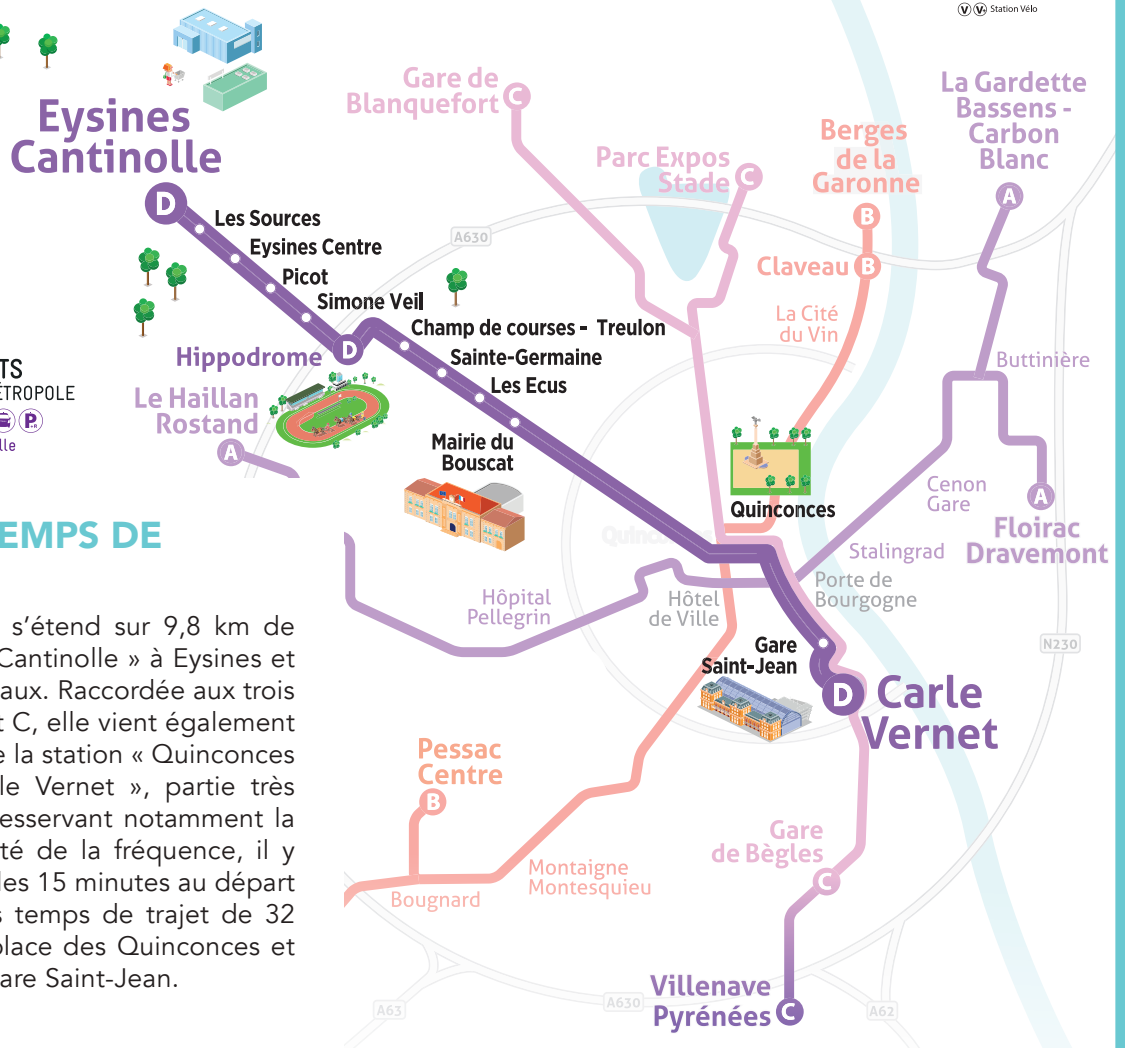 V V+ Station Vélo
Gare de
Blanquefort C
La Gardette
Bassens -
Carbon
Blanc
A
Eysines
Cantinolle
D
Parc Expos
Stade C
Berges
de la
Garonne
B
Les Sources
A630
Eysines Centre
Claveau B
Picot
Simone Veil
La Cité
du Vin
Champ de courses - Treulon
Hippodrome D
Sainte-Germaine
Buttinière
TS
ÉTROPOLE
P+R
lle
Les Ecus
Le Haillan
Rostand
A
Mairie du
Bouscat
Quinconces
Cenon
Gare
A
Floirac
Dravemont
EMPS DE
Stalingrad
Porte de
Bourgogne
Hôpital
Pellegrin
Hôtel
de Ville
s’étend sur 9,8 km de
Cantinolle » à Eysines et
aux. Raccordée aux trois
t C, elle vient également
e la station « Quinconces
le Vernet », partie très
esservant notamment la
té de la fréquence, il y
les 15 minutes au départ
s temps de trajet de 32
place des Quinconces et
are Saint-Jean.
Gare
Saint-Jean
N230
D Carle
Vernet
Pessac
Centre
B
Gare
de Bègles
C
Montaigne
Montesquieu
Bougnard
Villenave
Pyrénées C
A63
A630
A62